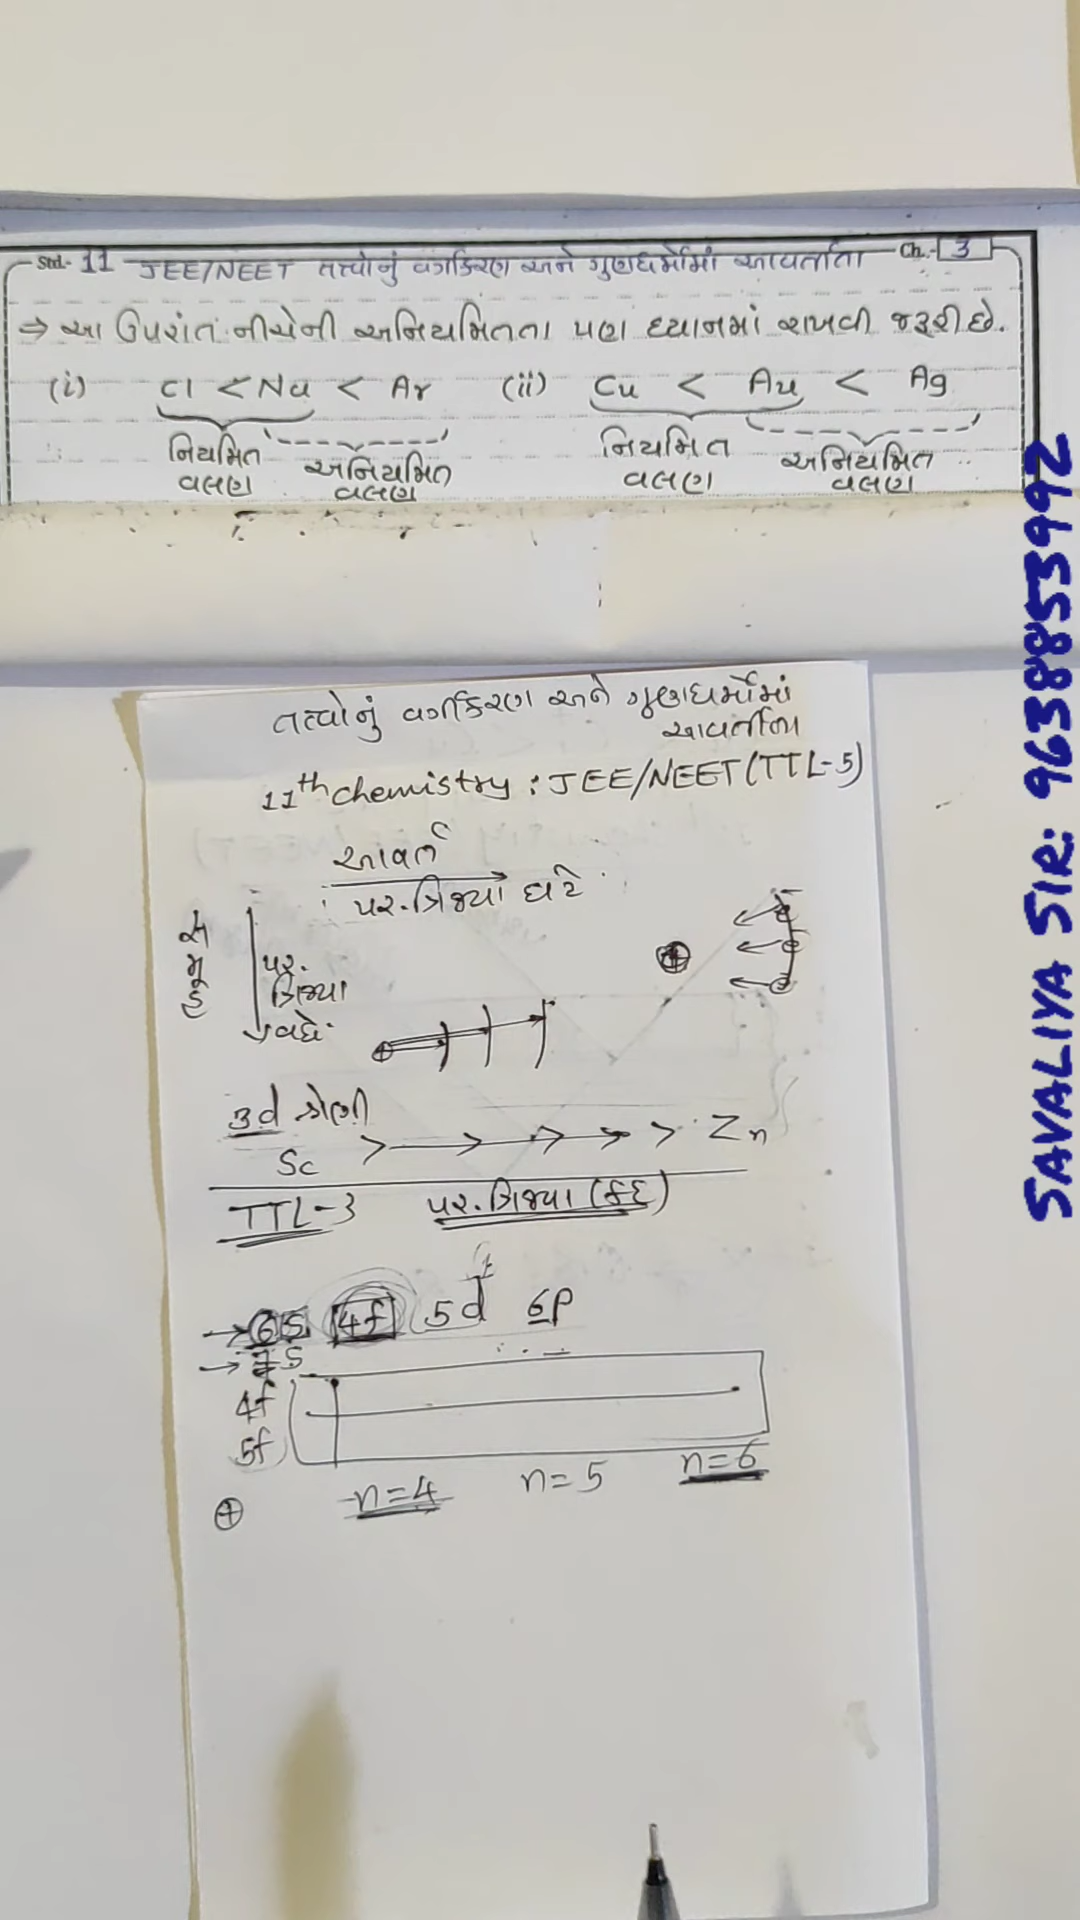 Std.- 11 JEE/NEET તત્ત્વોનું વર્ગીકરણ અને ગુણધર્મોમાં આવર્તતા Ch.- 3
⇒ આ ઉપરાંત નીચેની અનિયમિતતા પણ ધ્યાનમાં રાખવી જરૂરી છે.
(i) Cl < Na < Ar (ii) Cu < Au < Ag
નિયમિત વલણ અનિયમિત વલણ નિયમિત વલણ અનિયમિત વલણ
SAVALIYA SIR: 9638853992
તત્ત્વોનું વર્ગીકરણ અને ગુણધર્મોમાં
આવર્તીતા
11th chemistry : JEE/NEET (TTL-5)
આવર્ત
પર. ત્રિજ્યા ઘટે
સમૂહ
પર.
ત્રિજ્યા
વધે.
3d શ્રેણી
Sc > > > > > Zn
TTL-3 પર. ત્રિજ્યા (કદ)
→ 6s 4f 5d 6p
→ 7s
4f
5f
n=4 n=5 n=6